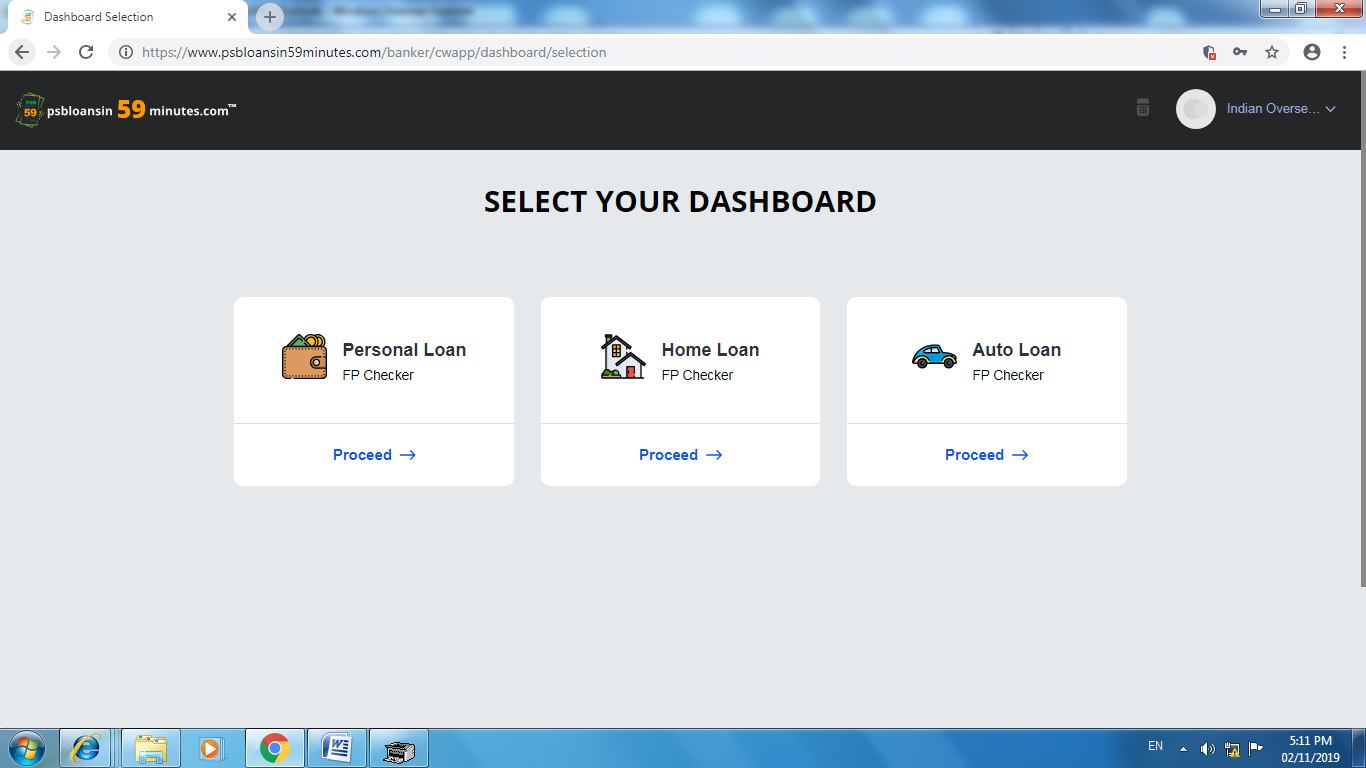 Dashboard Selection
https://www.psbloansin59minutes.com/banker/cwapp/dashboard/selection
PSB
59
psbloansin 59 minutes.com™
Indian Overse...
SELECT YOUR DASHBOARD
Personal Loan
FP Checker
Proceed
Home Loan
FP Checker
Proceed
Auto Loan
FP Checker
Proceed
EN
5:11 PM
02/11/2019